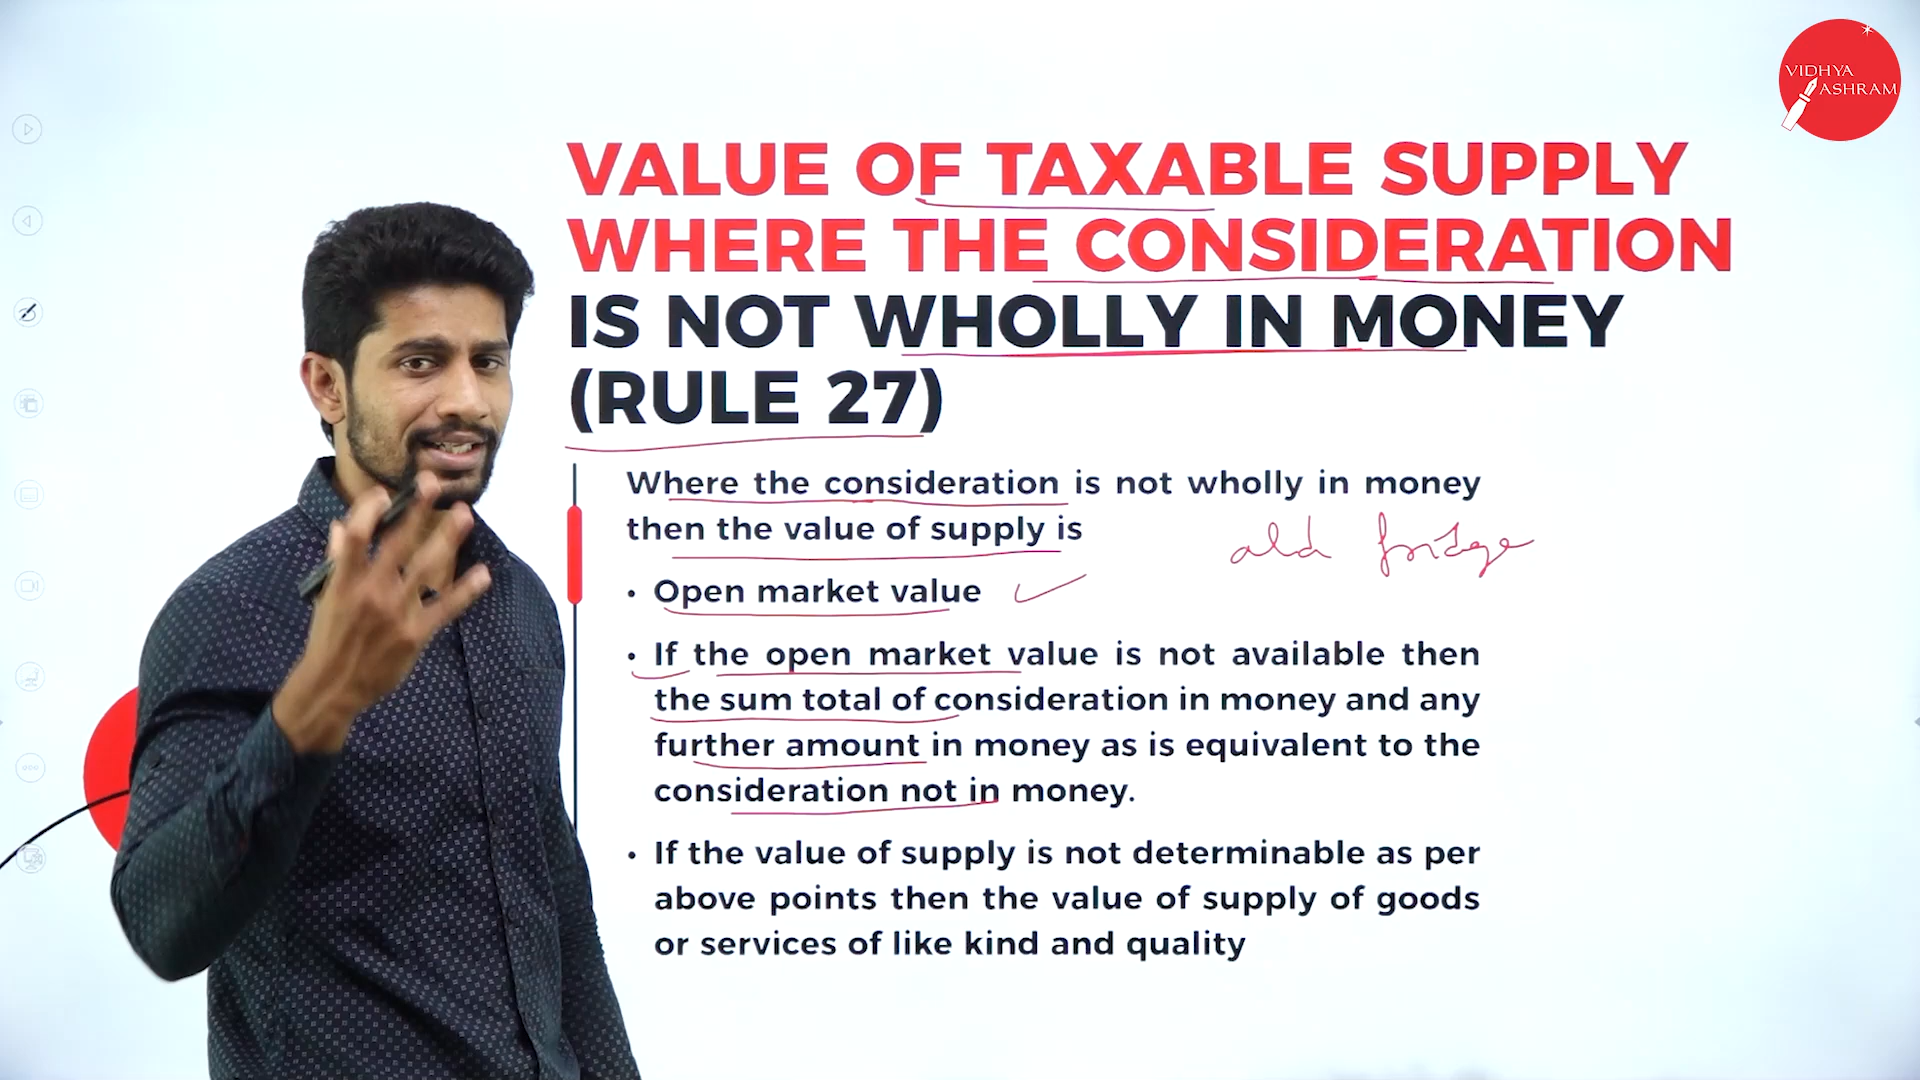 VIDHYA
ASHRAM
VALUE OF TAXABLE SUPPLY
WHERE THE CONSIDERATION
IS NOT WHOLLY IN MONEY
(RULE 27)
Where the consideration is not wholly in money
then the value of supply is
old fridge
• Open market value
• If the open market value is not available then
the sum total of consideration in money and any
further amount in money as is equivalent to the
consideration not in money.
• If the value of supply is not determinable as per
above points then the value of supply of goods
or services of like kind and quality